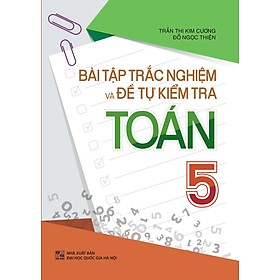 TRẦN THỊ KIM CƯƠNG
ĐỖ NGỌC THIỆN
BÀI TẬP TRẮC NGHIỆM
VÀ ĐỀ TỰ KIỂM TRA
TOÁN
5
NHÀ XUẤT BẢN
ĐẠI HỌC QUỐC GIA HÀ NỘI